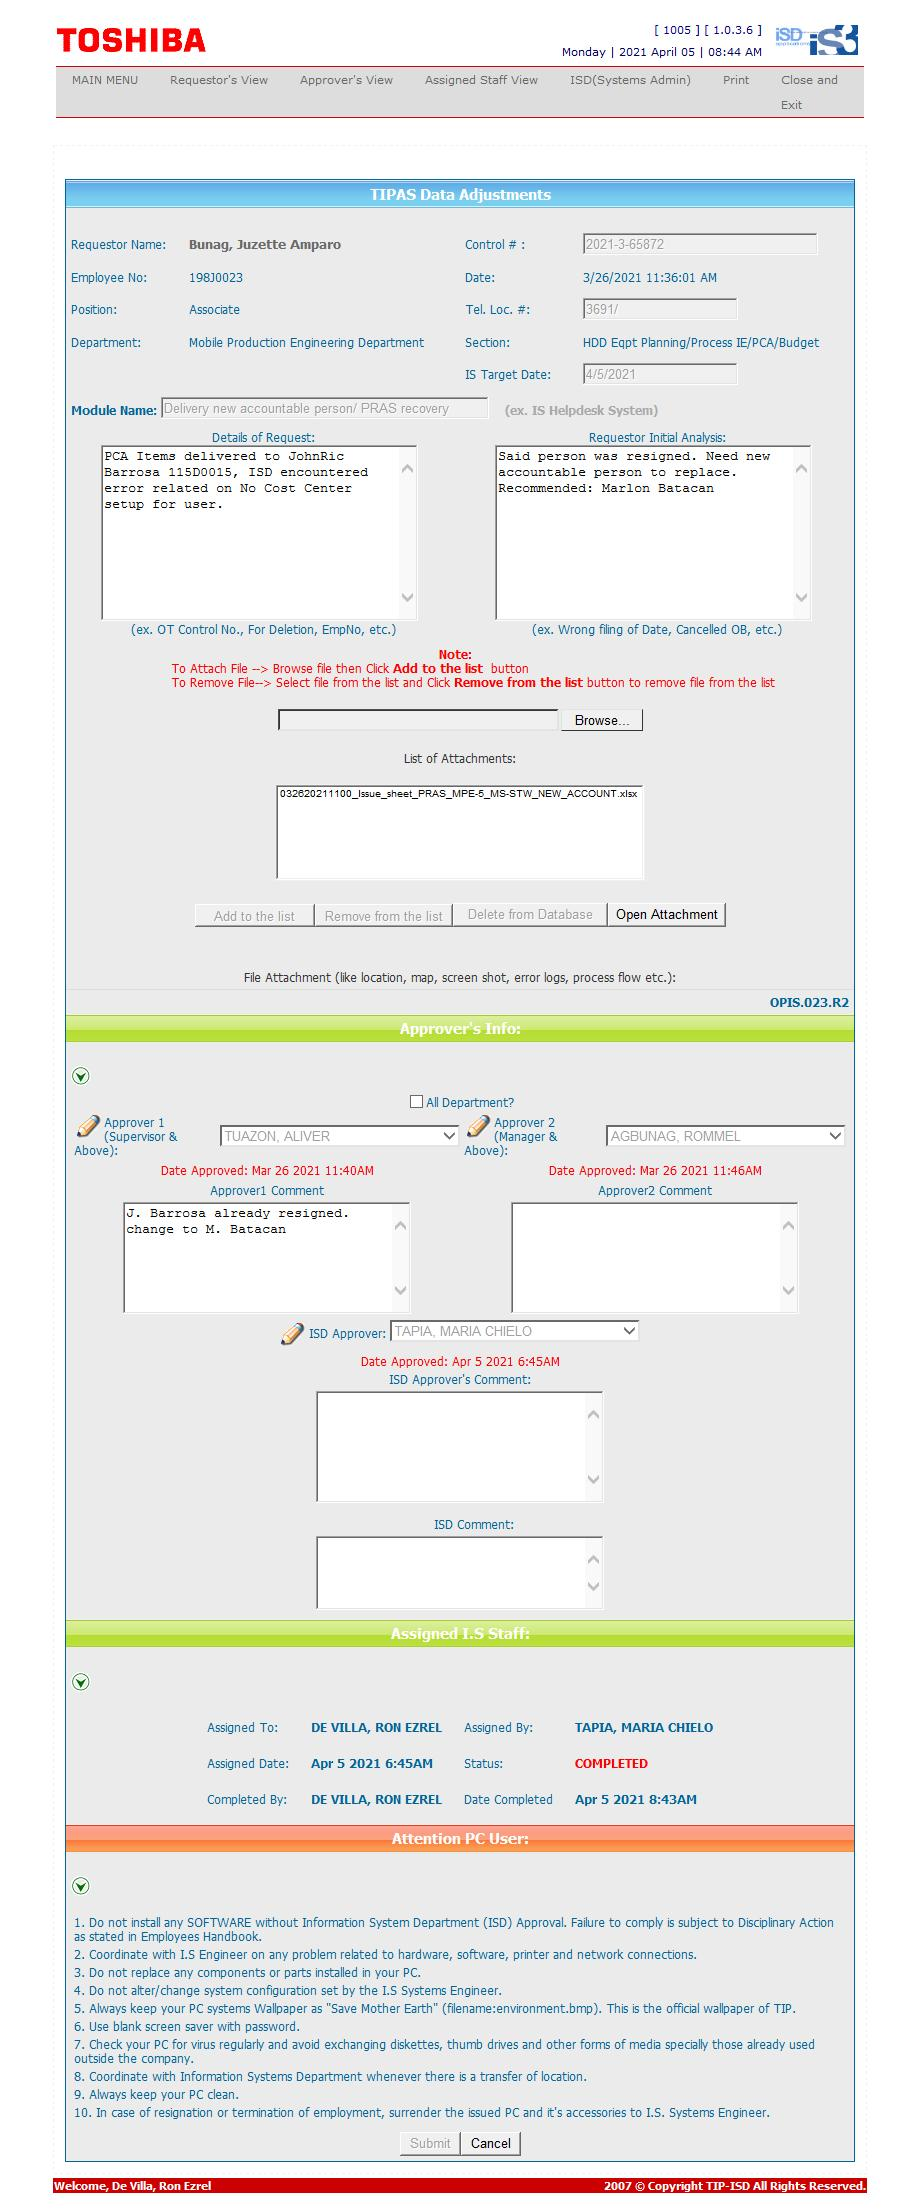 TOSHIBA
[ 1005 ] [ 1.0.3.6 ]
Monday | 2021 April 05 | 08:44 AM
iSD iS3
MAIN MENU Requestor's View Approver's View Assigned Staff View ISD(Systems Admin) Print Close and
Exit
TIPAS Data Adjustments
Requestor Name: Bunag, Juzette Amparo Control # : 2021-3-65872
Employee No: 198J0023 Date: 3/26/2021 11:36:01 AM
Position: Associate Tel. Loc. #: 3691/
Department: Mobile Production Engineering Department Section: HDD Eqpt Planning/Process IE/PCA/Budget
IS Target Date: 4/5/2021
Module Name: Delivery new accountable person/ PRAS recovery (ex. IS Helpdesk System)
Details of Request:
PCA Items delivered to JohnRic
Barrosa 115D0015, ISD encountered
error related on No Cost Center
setup for user.
(ex. OT Control No., For Deletion, EmpNo, etc.)
Requestor Initial Analysis:
Said person was resigned. Need new
accountable person to replace.
Recommended: Marlon Batacan
(ex. Wrong filing of Date, Cancelled OB, etc.)
Note:
To Attach File --> Browse file then Click Add to the list button
To Remove File--> Select file from the list and Click Remove from the list button to remove file from the list
Browse...
List of Attachments:
032620211100_Issue_sheet_PRAS_MPE-5_MS-STW_NEW_ACCOUNT.xlsx
Add to the list Remove from the list Delete from Database Open Attachment
File Attachment (like location, map, screen shot, error logs, process flow etc.):
OPIS.023.R2
Approver's Info:
All Department?
Approver 1
(Supervisor &
Above):
TUAZON, ALIVER
Approver 2
(Manager &
Above):
AGBUNAG, ROMMEL
Date Approved: Mar 26 2021 11:40AM Date Approved: Mar 26 2021 11:46AM
Approver1 Comment Approver2 Comment
J. Barrosa already resigned.
change to M. Batacan
ISD Approver: TAPIA, MARIA CHIELO
Date Approved: Apr 5 2021 6:45AM
ISD Approver's Comment:
ISD Comment:
Assigned I.S Staff:
Assigned To: DE VILLA, RON EZREL Assigned By: TAPIA, MARIA CHIELO
Assigned Date: Apr 5 2021 6:45AM Status: COMPLETED
Completed By: DE VILLA, RON EZREL Date Completed Apr 5 2021 8:43AM
Attention PC User:
1. Do not install any SOFTWARE without Information System Department (ISD) Approval. Failure to comply is subject to Disciplinary Action
as stated in Employees Handbook.
2. Coordinate with I.S Engineer on any problem related to hardware, software, printer and network connections.
3. Do not replace any components or parts installed in your PC.
4. Do not alter/change system configuration set by the I.S Systems Engineer.
5. Always keep your PC systems Wallpaper as "Save Mother Earth" (filename:environment.bmp). This is the official wallpaper of TIP.
6. Use blank screen saver with password.
7. Check your PC for virus regularly and avoid exchanging diskettes, thumb drives and other forms of media specially those already used
outside the company.
8. Coordinate with Information Systems Department whenever there is a transfer of location.
9. Always keep your PC clean.
10. In case of resignation or termination of employment, surrender the issued PC and it's accessories to I.S. Systems Engineer.
Submit Cancel
Welcome, De Villa, Ron Ezrel 2007 © Copyright TIP-ISD All Rights Reserved.